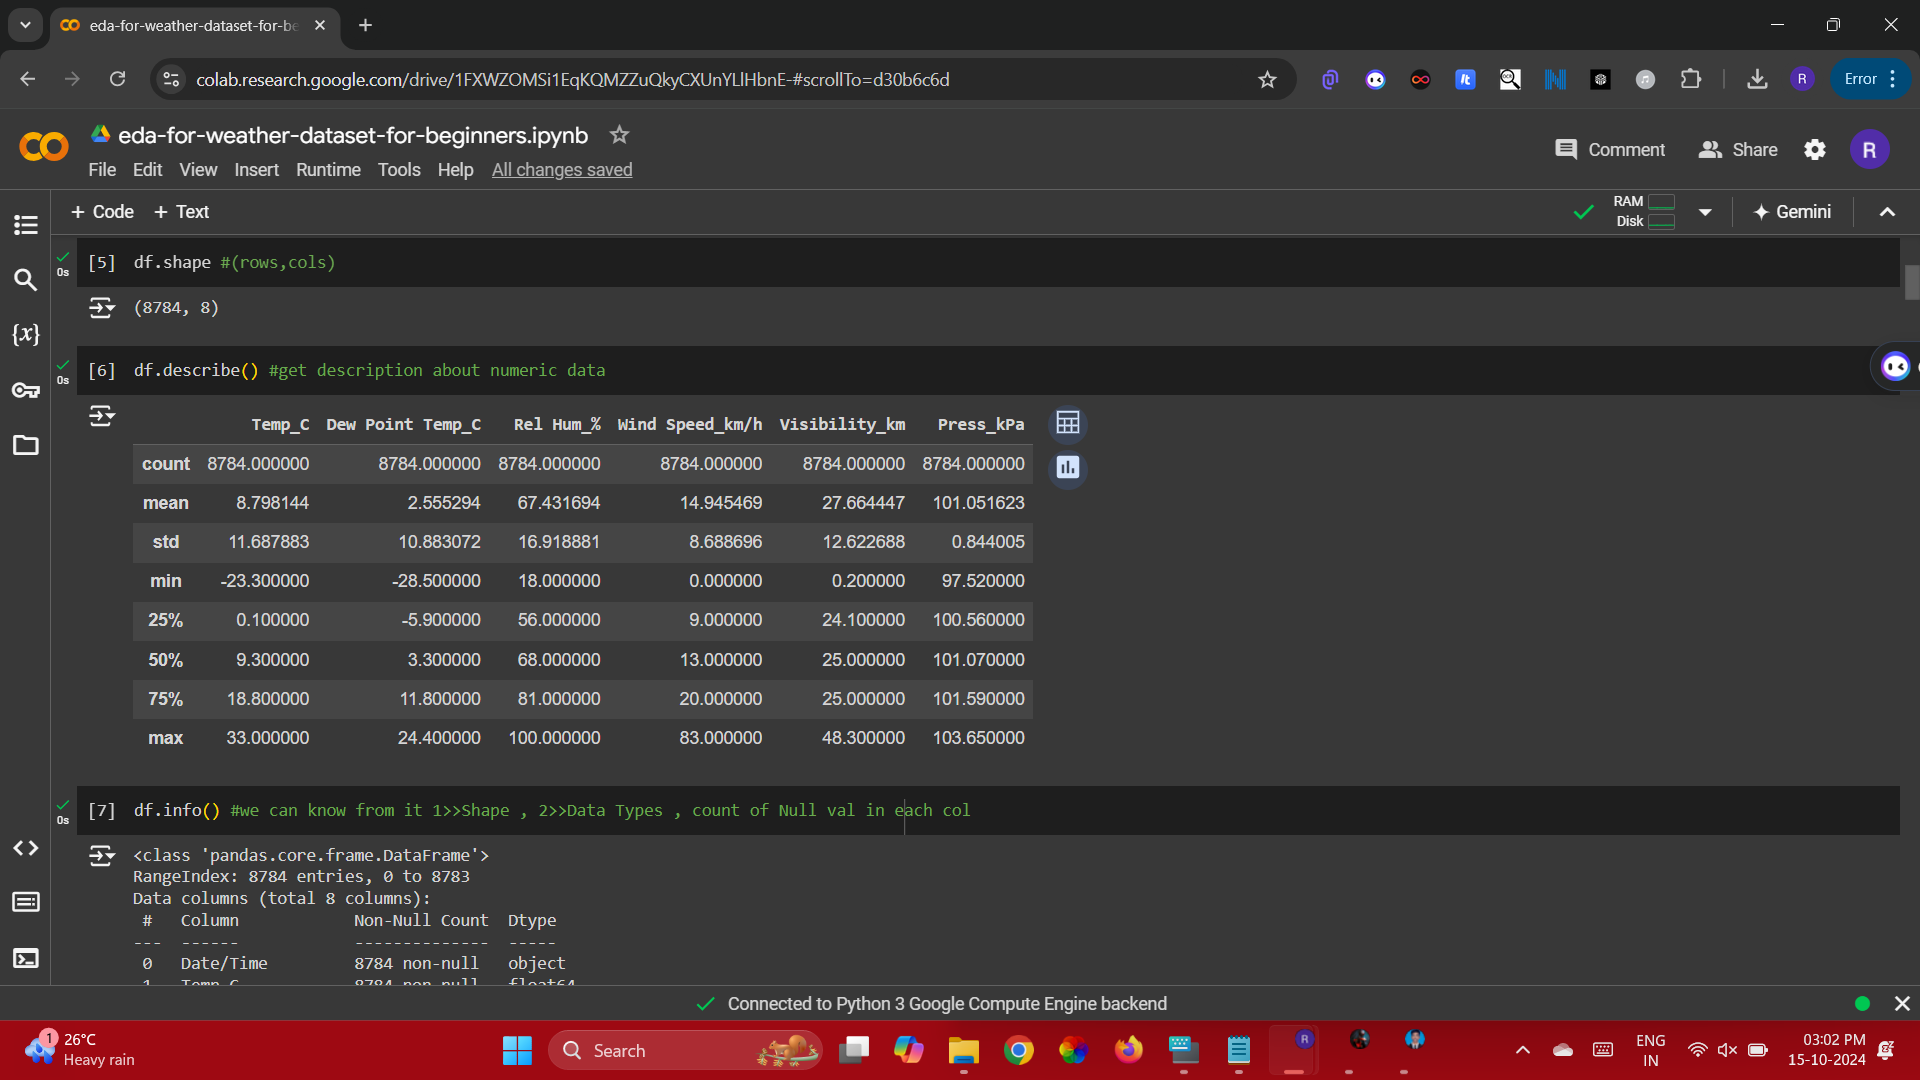 eda-for-weather-dataset-for-be
colab.research.google.com/drive/1FXWZOMSi1EqKQMZZuQkyCXUnYLlHbnE-#scrollTo=d30b6c6d
R Error
eda-for-weather-dataset-for-beginners.ipynb
Comment Share R
File Edit View Insert Runtime Tools Help All changes saved
+ Code + Text RAM Disk Gemini
0s [5] df.shape #(rows,cols)
(8784, 8)
0s [6] df.describe() #get description about numeric data
Temp_C Dew Point Temp_C Rel Hum_% Wind Speed_km/h Visibility_km Press_kPa
count 8784.000000 8784.000000 8784.000000 8784.000000 8784.000000 8784.000000
mean 8.798144 2.555294 67.431694 14.945469 27.664447 101.051623
std 11.687883 10.883072 16.918881 8.688696 12.622688 0.844005
min -23.300000 -28.500000 18.000000 0.000000 0.200000 97.520000
25% 0.100000 -5.900000 56.000000 9.000000 24.100000 100.560000
50% 9.300000 3.300000 68.000000 13.000000 25.000000 101.070000
75% 18.800000 11.800000 81.000000 20.000000 25.000000 101.590000
max 33.000000 24.400000 100.000000 83.000000 48.300000 103.650000
0s [7] df.info() #we can know from it 1>>Shape , 2>>Data Types , count of Null val in each col
<class 'pandas.core.frame.DataFrame'>
RangeIndex: 8784 entries, 0 to 8783
Data columns (total 8 columns):
# Column Non-Null Count Dtype
--- ------ -------------- -----
0 Date/Time 8784 non-null object
1 Temp_C 8784 non-null float64
Connected to Python 3 Google Compute Engine backend
1 26°C
Heavy rain
Search
ENG
IN
03:02 PM
15-10-2024